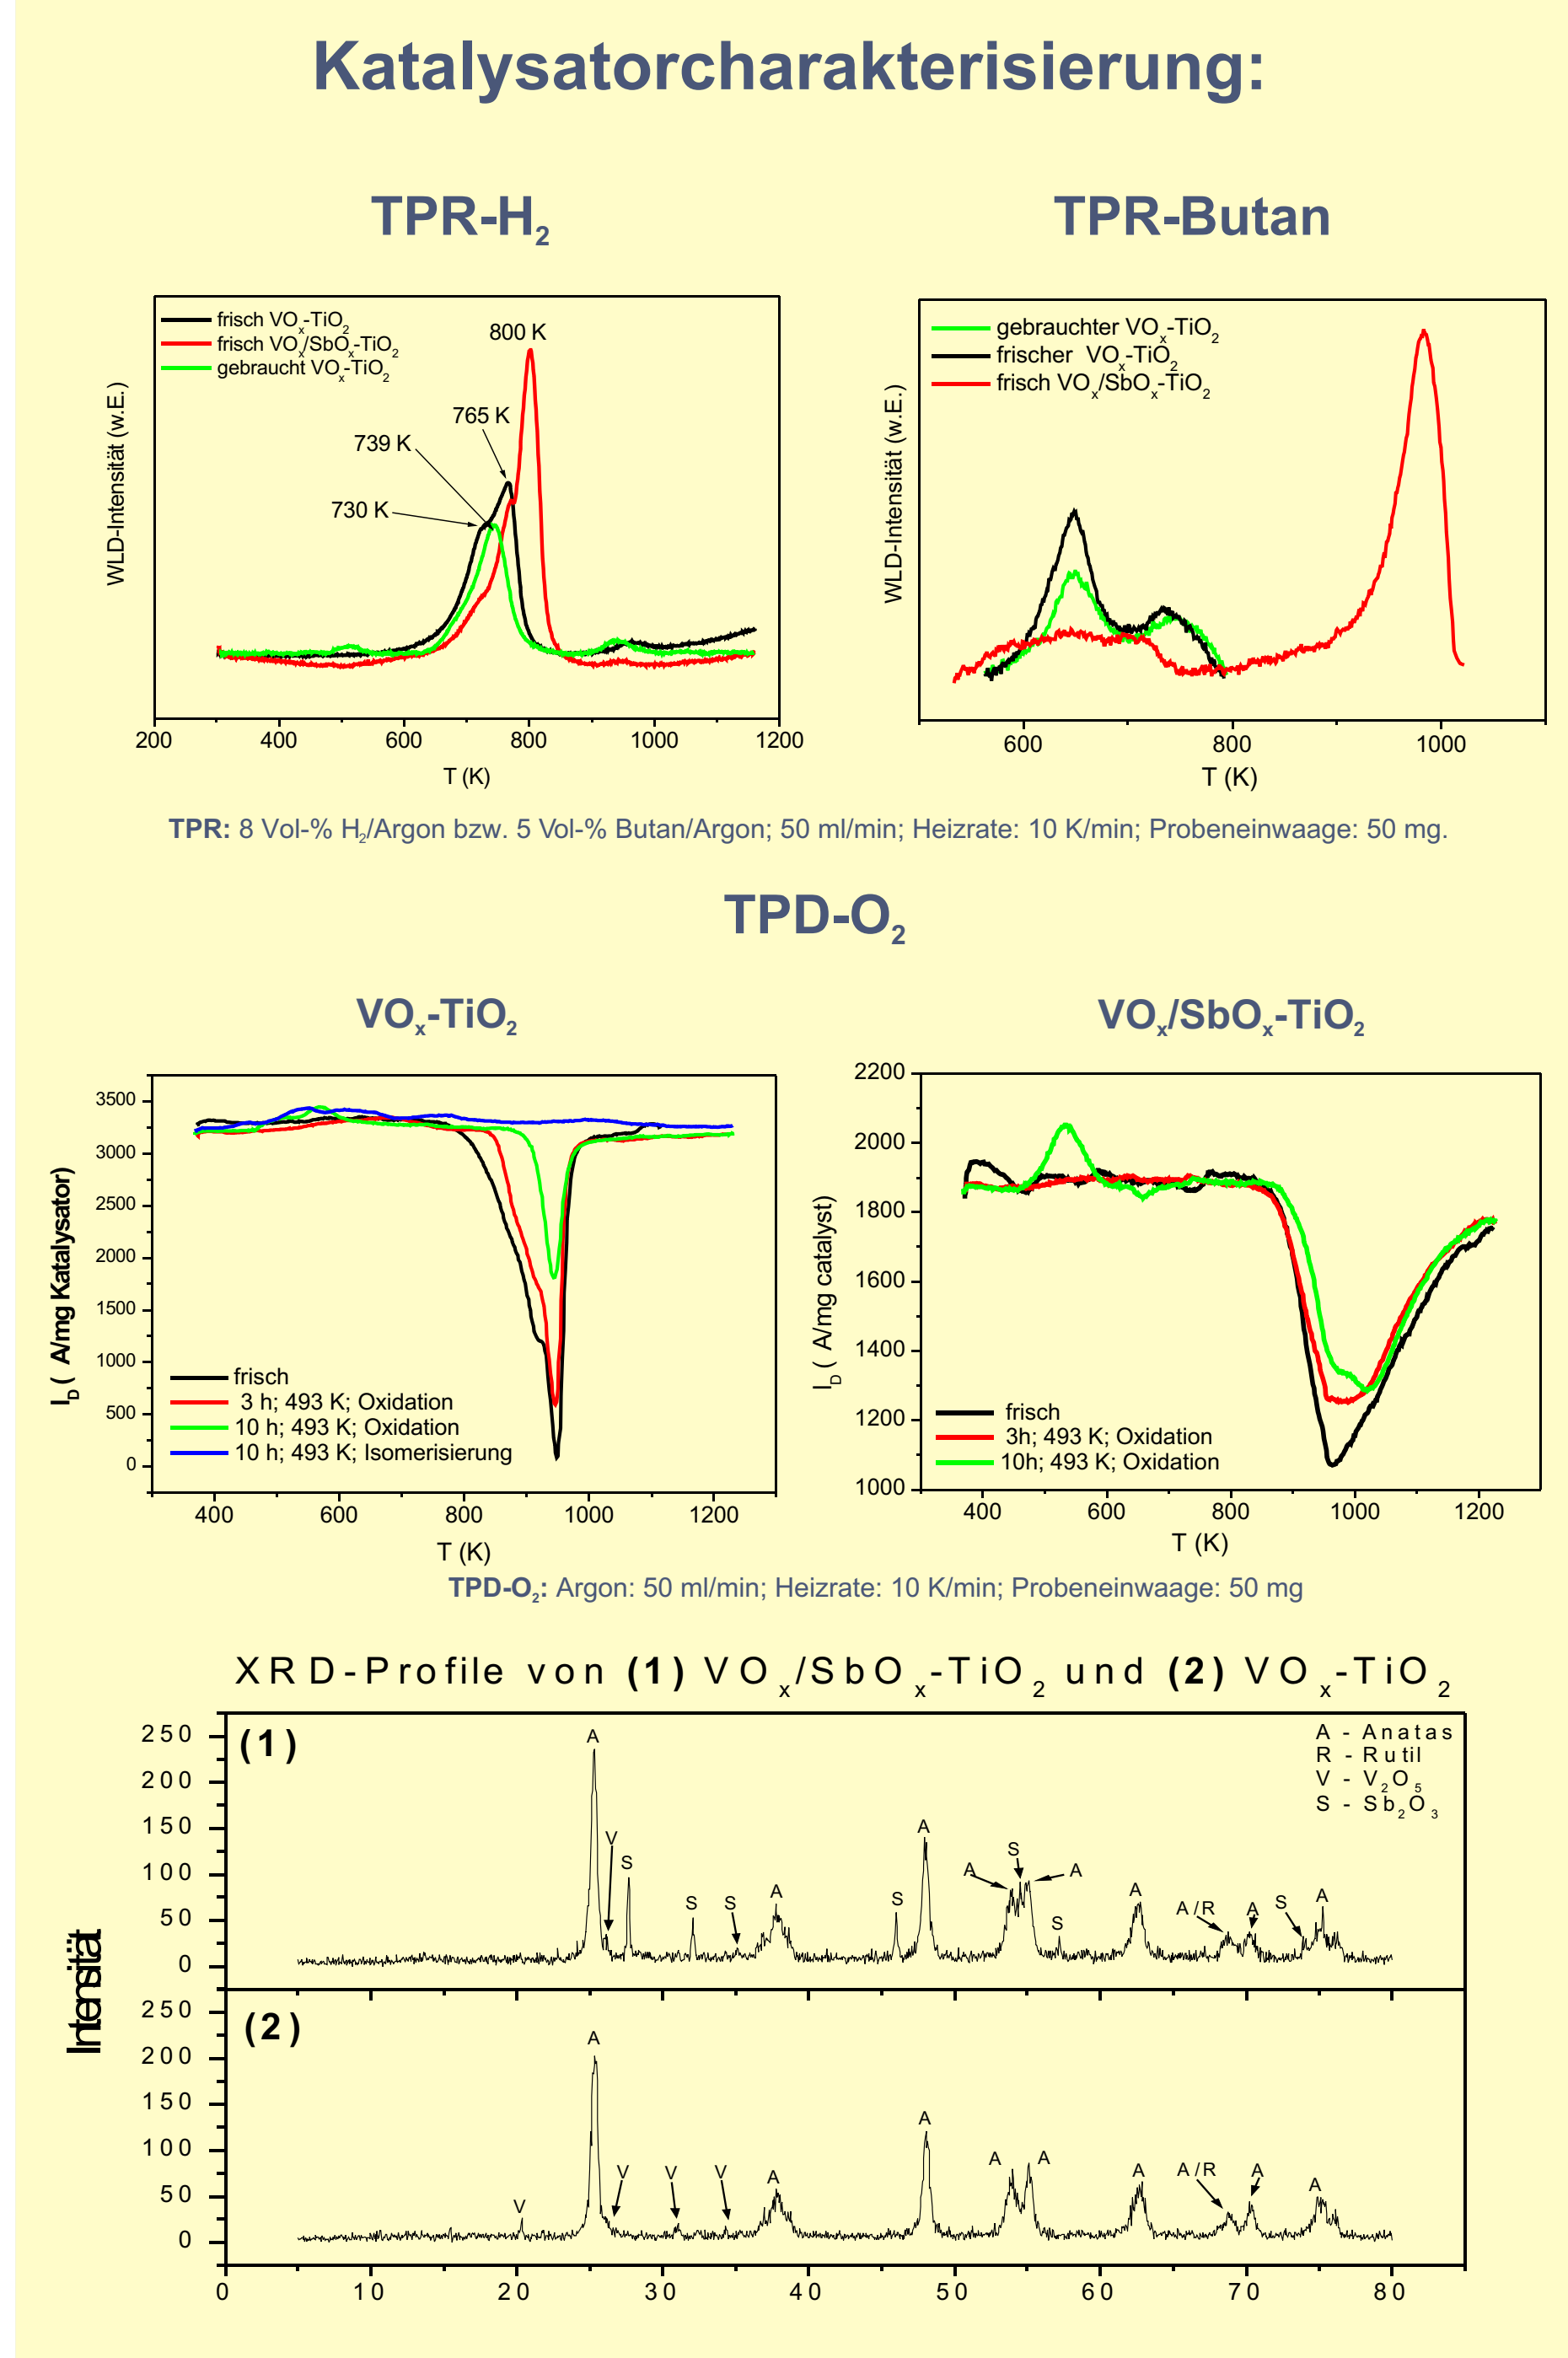 Katalysatorcharakterisierung:
TPR-H₂
TPR-Butan
frisch VOₓ-TiO₂
frisch VOₓ/SbOₓ-TiO₂
gebraucht VOₓ-TiO₂
800 K
765 K
739 K
730 K
WLD-Intensität (w.E.)
200 400 600 800 1000 1200
T (K)
gebrauchter VOₓ-TiO₂
frischer VOₓ-TiO₂
frisch VOₓ/SbOₓ-TiO₂
WLD-Intensität (w.E.)
600 800 1000
T (K)
TPR: 8 Vol-% H₂/Argon bzw. 5 Vol-% Butan/Argon; 50 ml/min; Heizrate: 10 K/min; Probeneinwaage: 50 mg.
TPD-O₂
VOₓ-TiO₂
3500
3000
2500
2000
1500
1000
500
0
I_D ( A/mg Katalysator)
frisch
3 h; 493 K; Oxidation
10 h; 493 K; Oxidation
10 h; 493 K; Isomerisierung
400 600 800 1000 1200
T (K)
VOₓ/SbOₓ-TiO₂
2200
2000
1800
1600
1400
1200
1000
I_D ( A/mg catalyst)
frisch
3h; 493 K; Oxidation
10h; 493 K; Oxidation
400 600 800 1000 1200
T (K)
TPD-O₂: Argon: 50 ml/min; Heizrate: 10 K/min; Probeneinwaage: 50 mg
XRD-Profile von (1) VOₓ/SbOₓ-TiO₂ und (2) VOₓ-TiO₂
Intensität
(1)
A - Anatas
R - Rutil
V - V₂O₅
S - Sb₂O₃
250
200
150
100
50
0
A V S S S A S A A S A S A A/R A S A
(2)
250
200
150
100
50
0
V A V V V A A A A A A/R A A
0 10 20 30 40 50 60 70 80